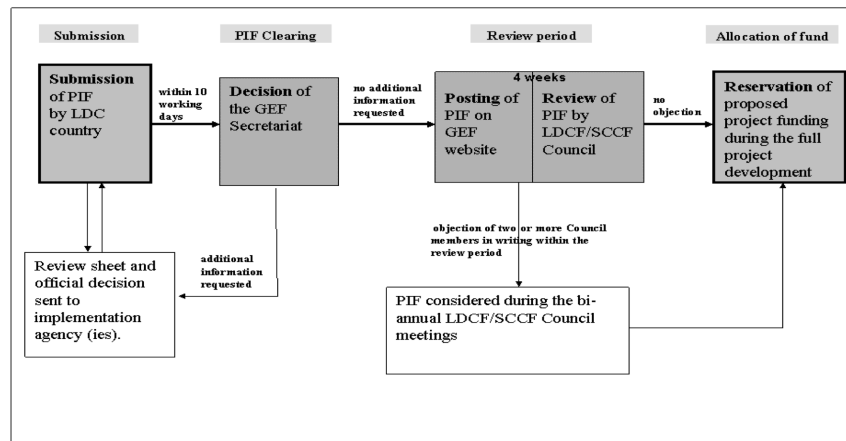 Submission
PIF Clearing
Review period
Allocation of fund
Submission
of PIF
by LDC
country
within 10
working
days
Decision of
the GEF
Secretariat
no additional
information
requested
4 weeks
Posting of
PIF on
GEF
website
Review of
PIF by
LDCF/SCCF
Council
no
objection
Reservation of
proposed
project funding
during the full
project
development
Review sheet and
official decision
sent to
implementation
agency (ies).
additional
information
requested
objection of two or more Council
members in writing within the
review period
PIF considered during the bi-
annual LDCF/SCCF Council
meetings